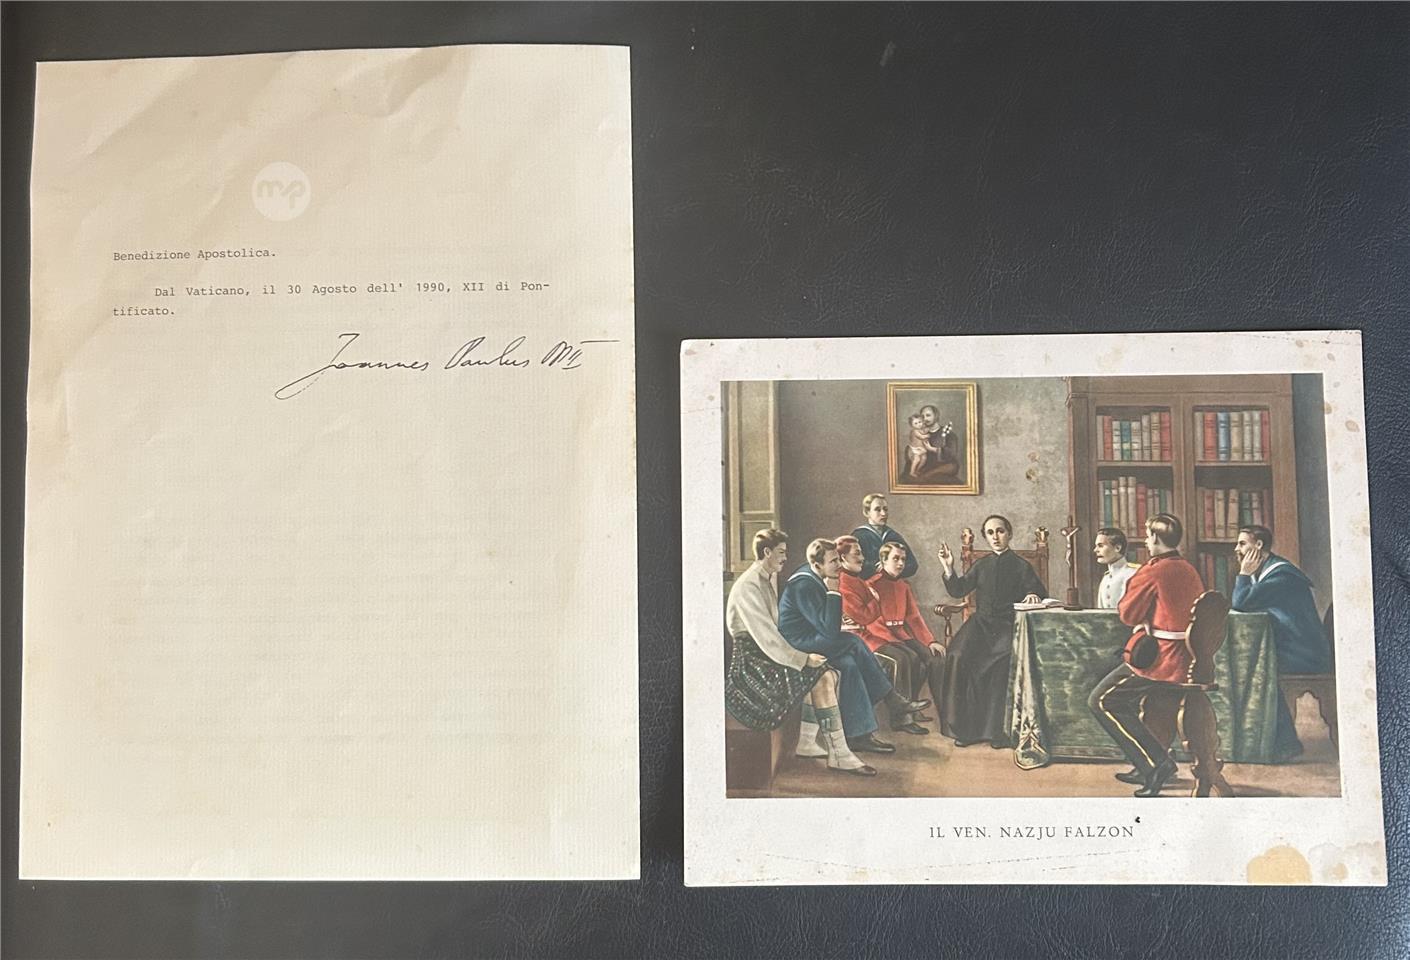 mp
Benedizione Apostolica.
Dal Vaticano, il 30 Agosto dell' 1990, XII di Pon-
tificato.
Joannes Paulus PP. II
IL VEN. NAZJU FALZON